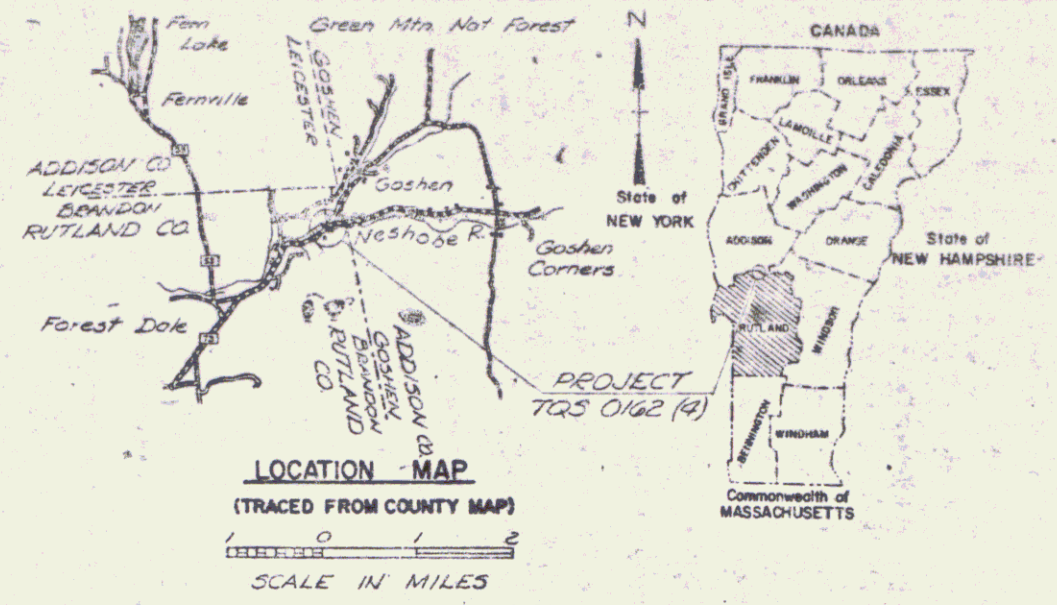 Fern
Lake
Green Mtn. Nat Forest
Fernville
GOSHEN
LEICESTER
53
ADDISON CO
LEICESTER
BRANDON
RUTLAND CO.
Goshen
Neshobe R.
Goshen
Corners
53
Forest Dale
73
ADDISON CO.
GOSHEN
BRANDON
RUTLAND
CO.
PROJECT
TQS 0162 (4)
LOCATION MAP
(TRACED FROM COUNTY MAP)
1 0 1 2
SCALE IN MILES
N
CANADA
GRAND ISLE
FRANKLIN
ORLEANS
ESSEX
LAMOILLE
CHITTENDEN
CALEDONIA
WASHINGTON
State of
NEW YORK
ADDISON
ORANGE
State of
NEW HAMPSHIRE
RUTLAND
WINDSOR
BENNINGTON
WINDHAM
Commonwealth of
MASSACHUSETTS